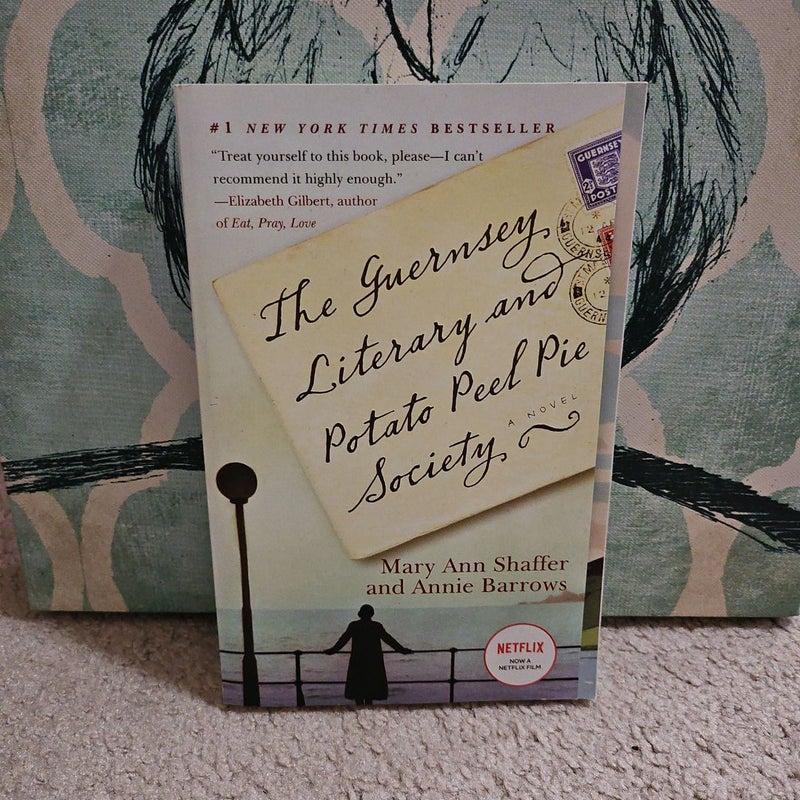 #1 NEW YORK TIMES BESTSELLER
“Treat yourself to this book, please—I can’t
recommend it highly enough.”
—Elizabeth Gilbert, author
of Eat, Pray, Love
GUERNSEY
POST
The Guernsey
Literary and
Potato Peel Pie
Society
A NOVEL
Mary Ann Shaffer
and Annie Barrows
NETFLIX
NOW A
NETFLIX FILM